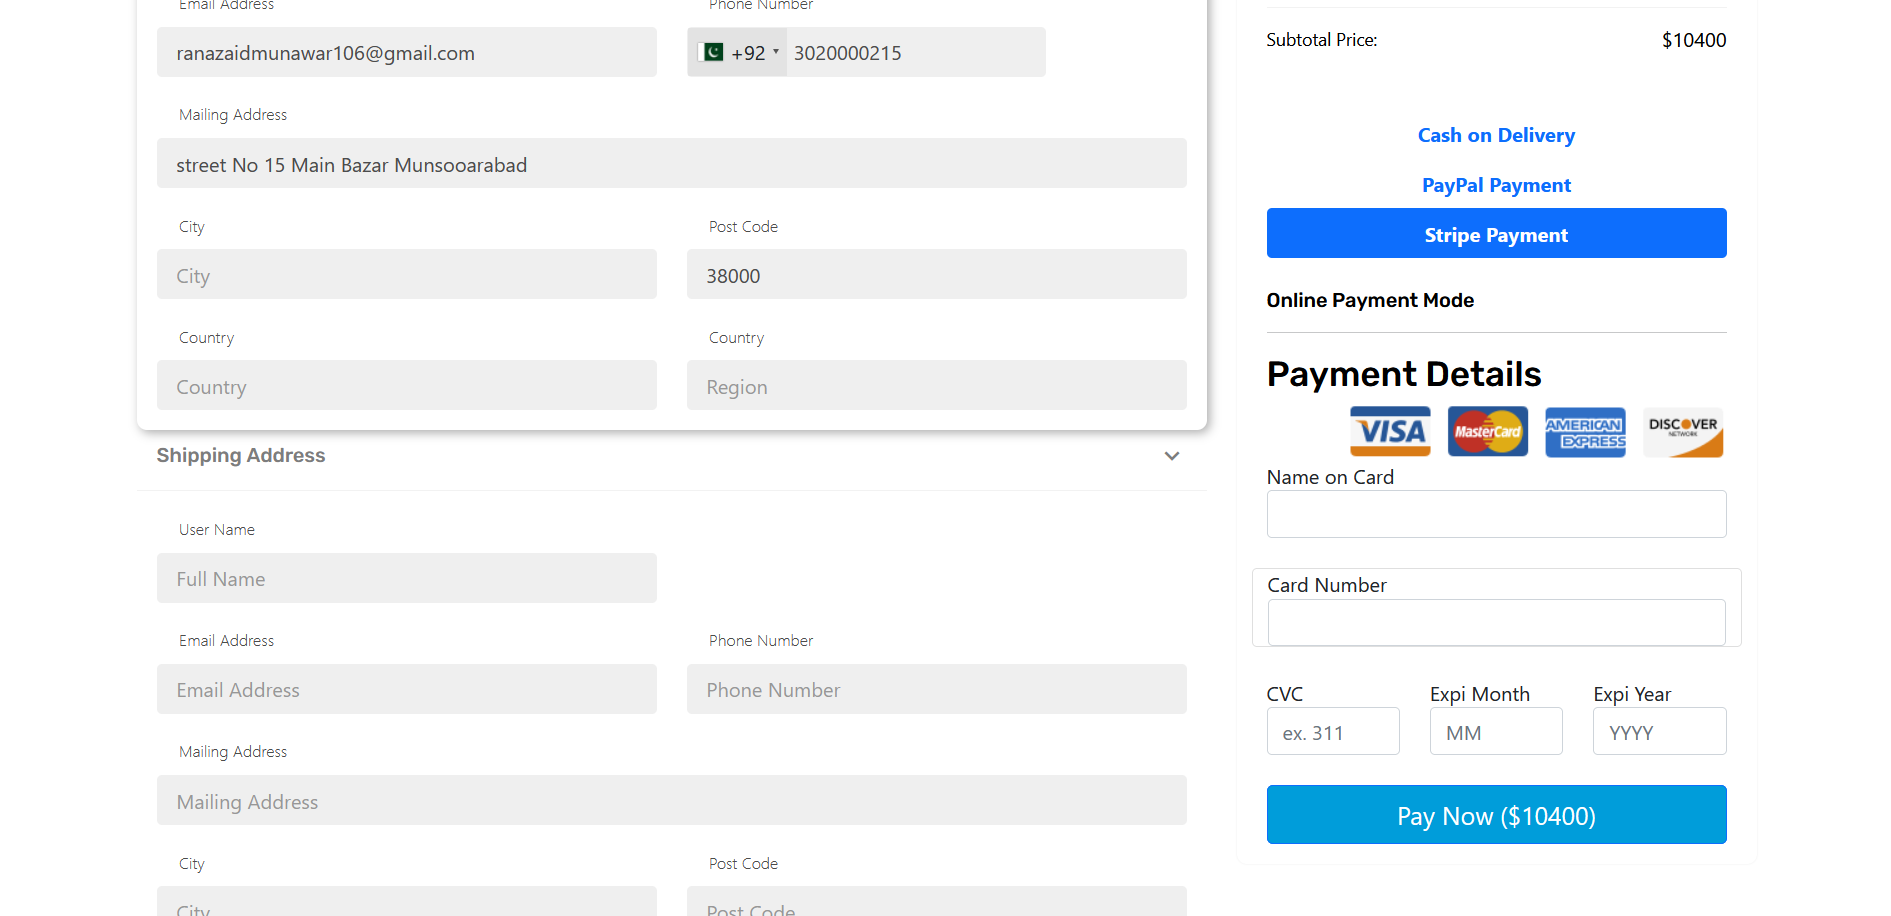 Email Address
Phone Number
ranazaidmunawar106@gmail.com
+92
3020000215
Mailing Address
street No 15 Main Bazar Munsooarabad
City
Post Code
City
38000
Country
Country
Country
Region
Shipping Address
User Name
Full Name
Email Address
Phone Number
Email Address
Phone Number
Mailing Address
Mailing Address
City
Post Code
City
Post Code
Subtotal Price:
$10400
Cash on Delivery
PayPal Payment
Stripe Payment
Online Payment Mode
Payment Details
VISA
MasterCard
AMERICAN EXPRESS
DISCOVER
NETWORK
Name on Card
Card Number
CVC
Expi Month
Expi Year
ex. 311
MM
YYYY
Pay Now ($10400)